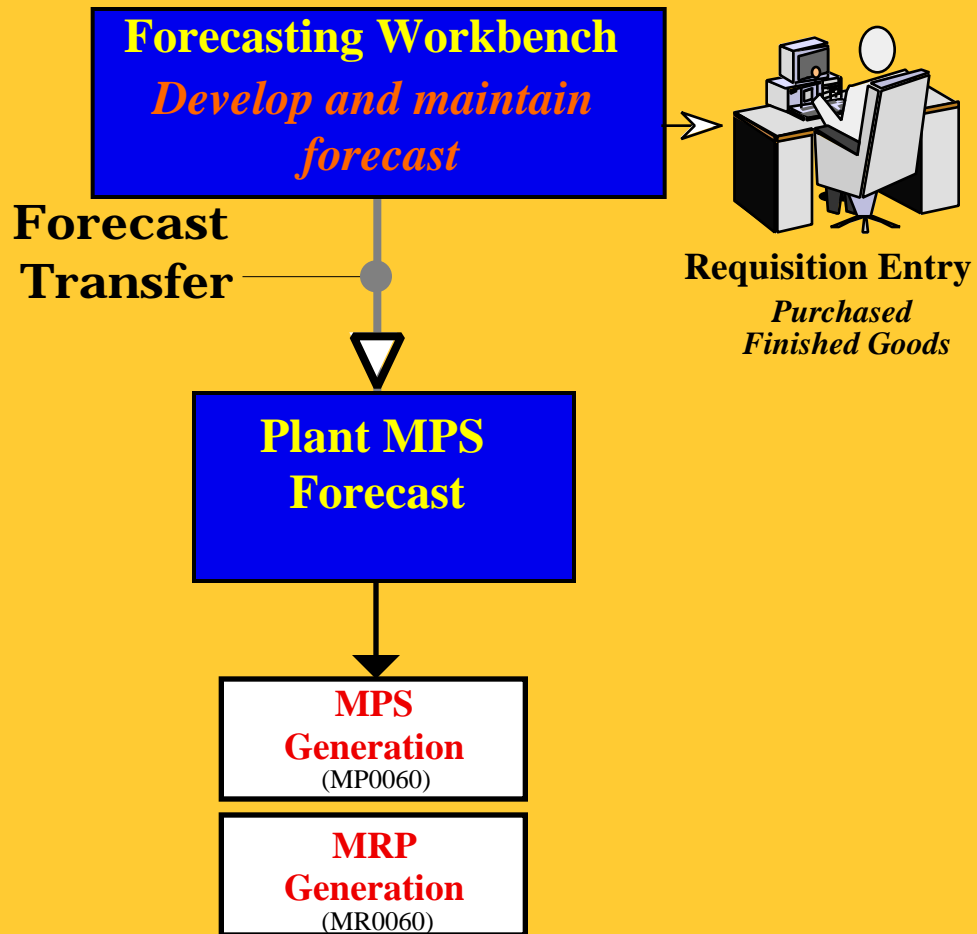 Forecasting Workbench
Develop and maintain
forecast
Forecast
Transfer
Requisition Entry
Purchased
Finished Goods
Plant MPS
Forecast
MPS
Generation
(MP0060)
MRP
Generation
(MR0060)